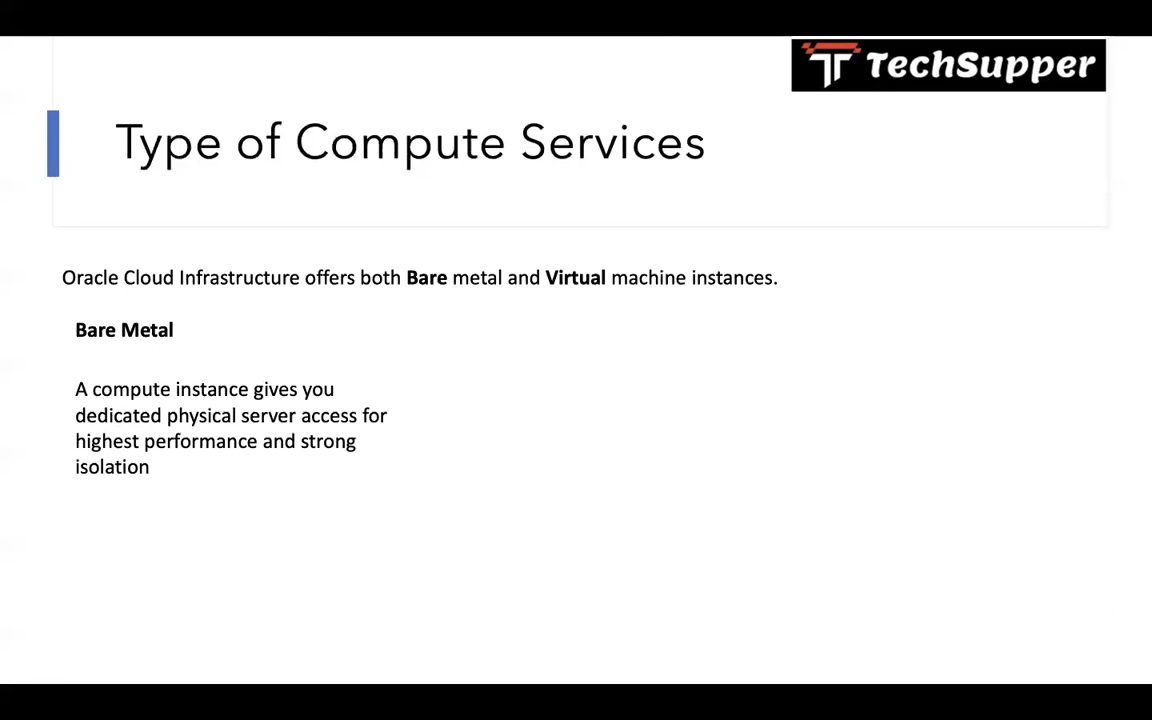 TechSupper
Type of Compute Services
Oracle Cloud Infrastructure offers both Bare metal and Virtual machine instances.
Bare Metal
A compute instance gives you
dedicated physical server access for
highest performance and strong
isolation